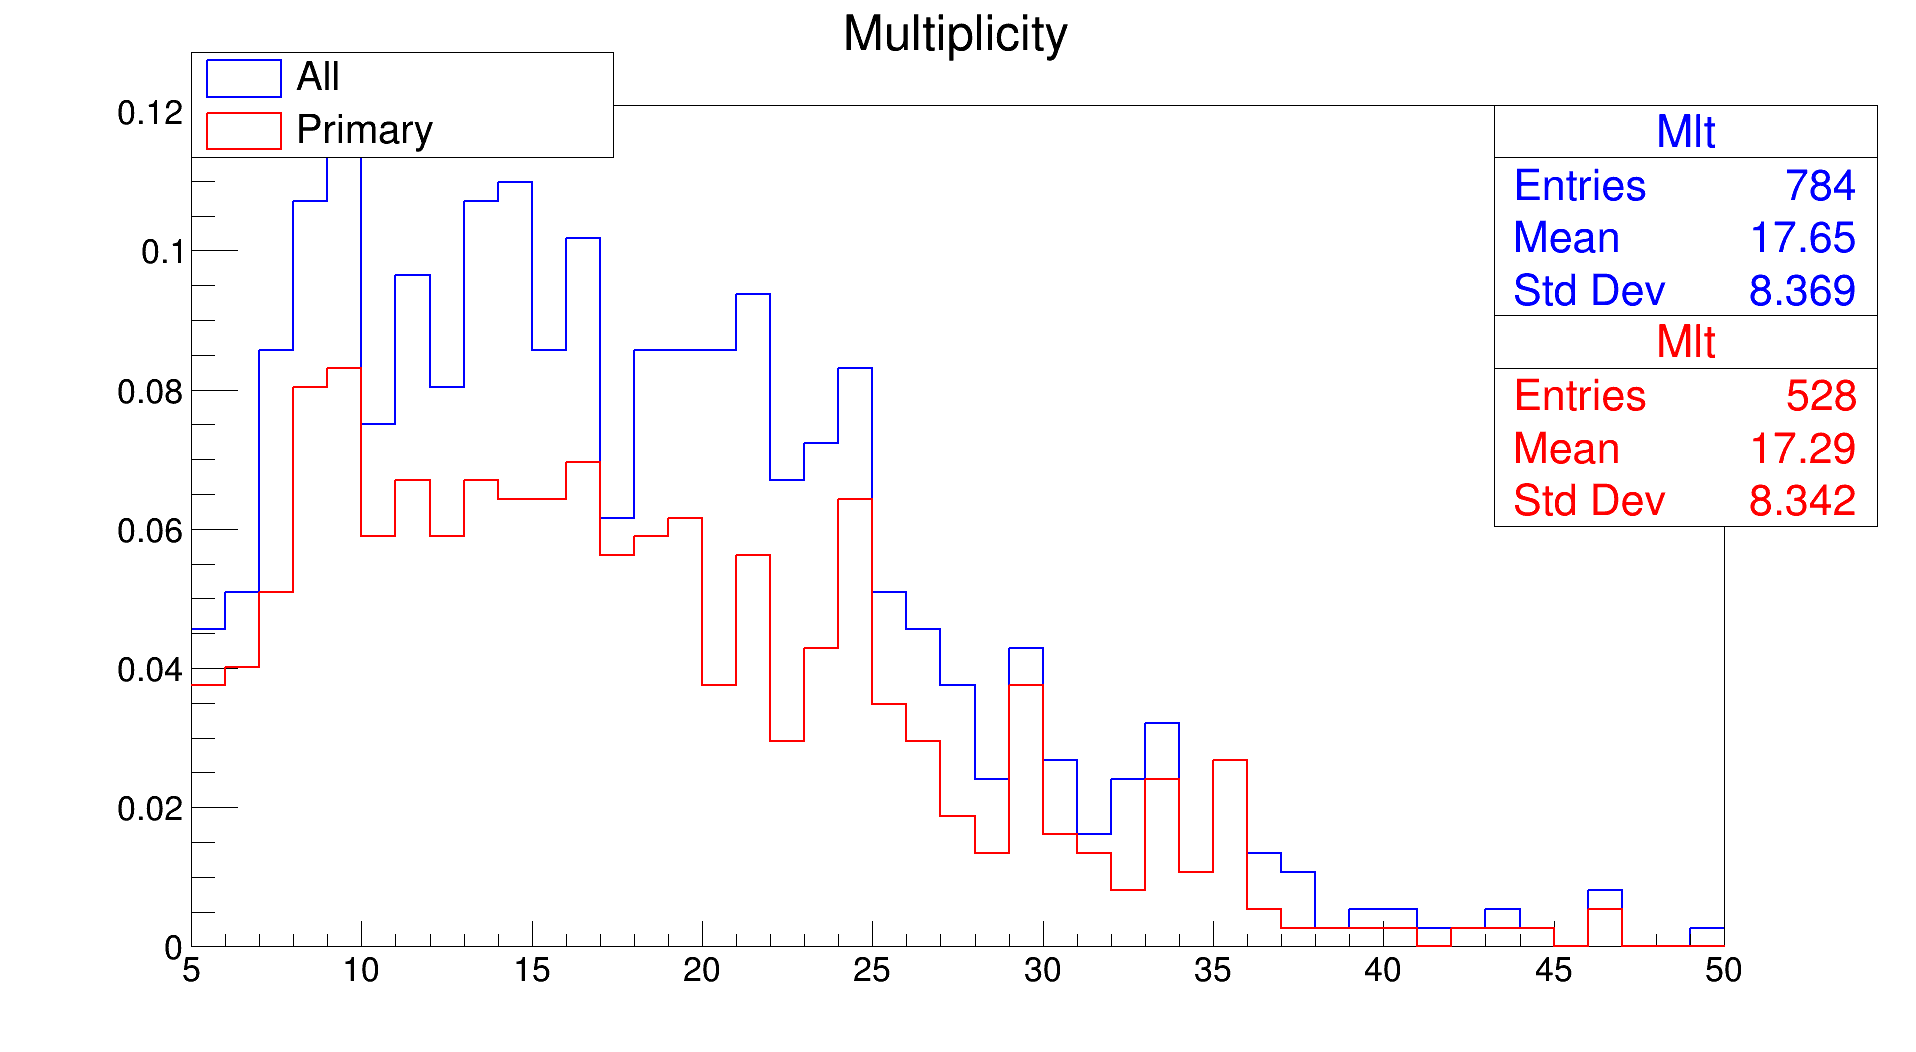 Multiplicity
All
Primary
0.12
0.1
0.08
0.06
0.04
0.02
0
5 10 15 20 25 30 35 40 45 50
Mlt
Entries 784
Mean 17.65
Std Dev 8.369
Mlt
Entries 528
Mean 17.29
Std Dev 8.342